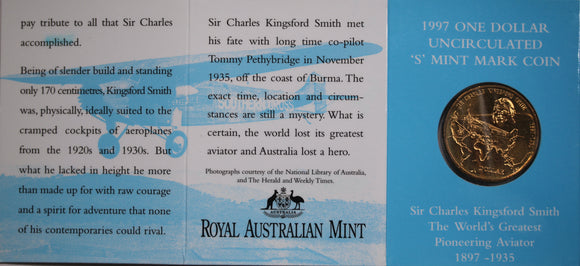 pay tribute to all that Sir Charles
accomplished.
Being of slender build and standing
only 170 centimetres, Kingsford Smith
was, physically, ideally suited to the
cramped cockpits of aeroplanes
from the 1920s and 1930s. But
what he lacked in height he more
than made up for with raw courage
and a spirit for adventure that none
of his contemporaries could rival.
Sir Charles Kingsford Smith met
his fate with long time co-pilot
Tommy Pethybridge in November
1935, off the coast of Burma. The
exact time, location and circum-
stances are still a mystery. What is
certain, the world lost its greatest
aviator and Australia lost a hero.
Photographs courtesy of the National Library of Australia,
and The Herald and Weekly Times.
AUSTRALIA
ROYAL AUSTRALIAN MINT
1997 ONE DOLLAR
UNCIRCULATED
‘S’ MINT MARK COIN
DOLLAR
Sir Charles Kingsford Smith
The World's Greatest
Pioneering Aviator
1897 -1935